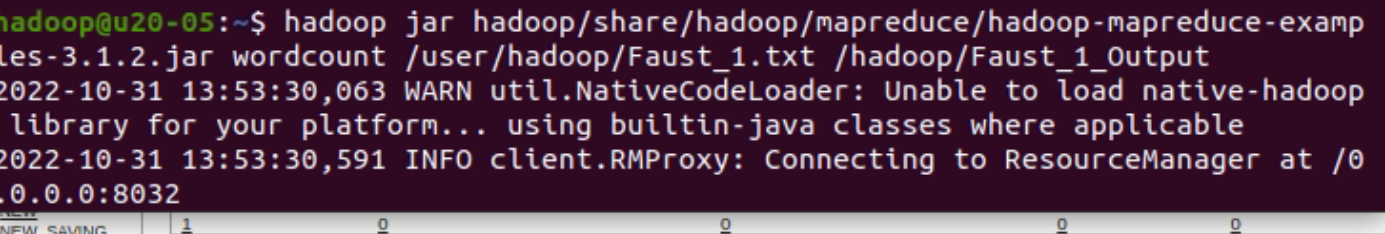 hadoop@u20-05:~$ hadoop jar hadoop/share/hadoop/mapreduce/hadoop-mapreduce-examp
les-3.1.2.jar wordcount /user/hadoop/Faust_1.txt /hadoop/Faust_1_Output
2022-10-31 13:53:30,063 WARN util.NativeCodeLoader: Unable to load native-hadoop
 library for your platform... using builtin-java classes where applicable
2022-10-31 13:53:30,591 INFO client.RMProxy: Connecting to ResourceManager at /0
.0.0.0:8032
NEW
NEW_SAVING 1 0 0 0 0